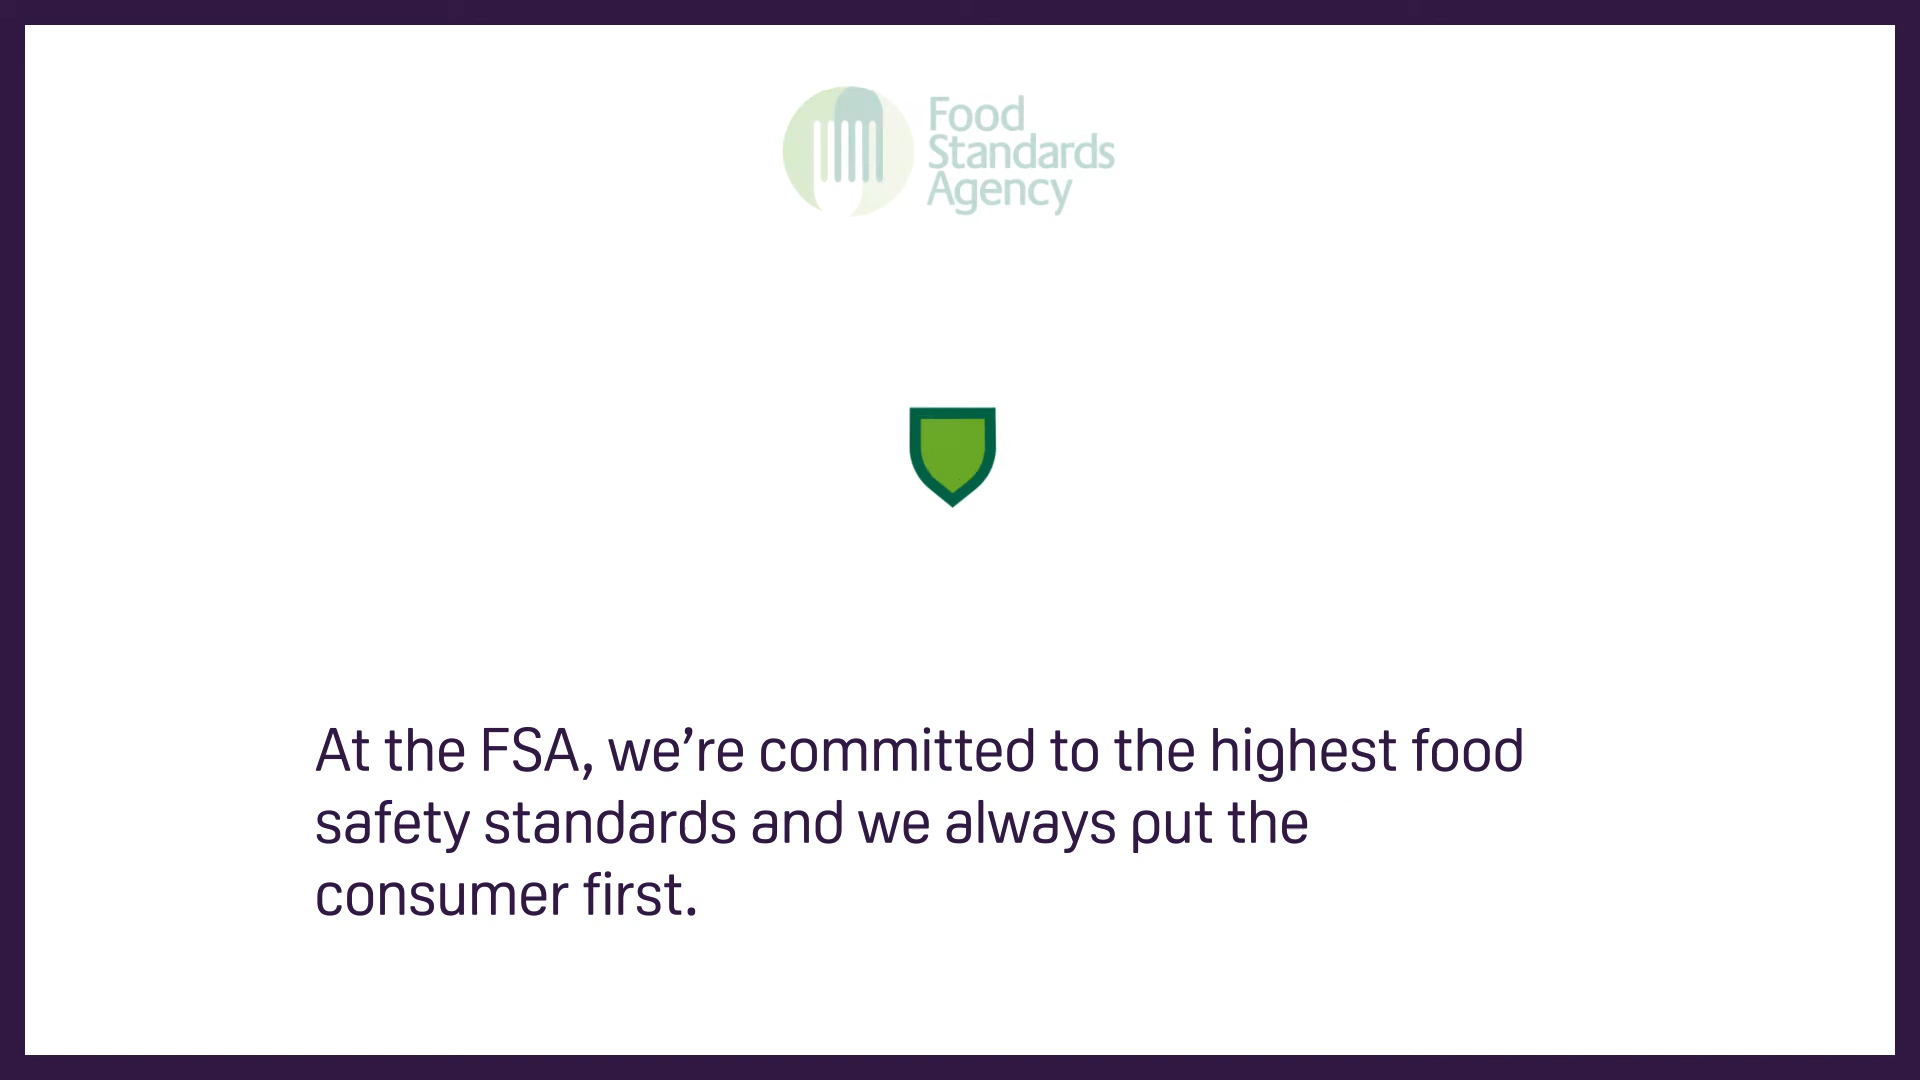 Food
Standards
Agency
At the FSA, we’re committed to the highest food
safety standards and we always put the
consumer first.